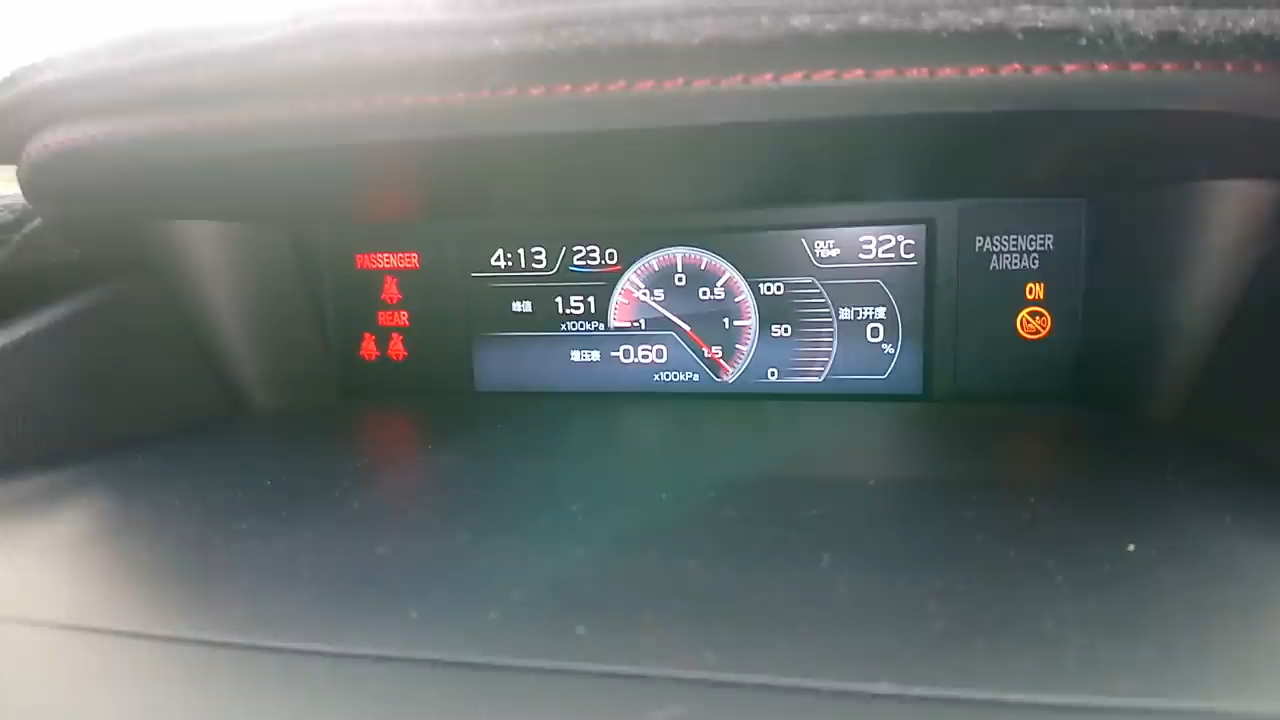 PASSENGER
REAR
4:13 / 23.0
OUT TEMP 32℃
峰值 1.51
x100kPa
增压表 -0.60
x100kPa
-1
-0.5
0
0.5
1
1.5
100
50
0
油门开度
0
%
PASSENGER
AIRBAG
ON